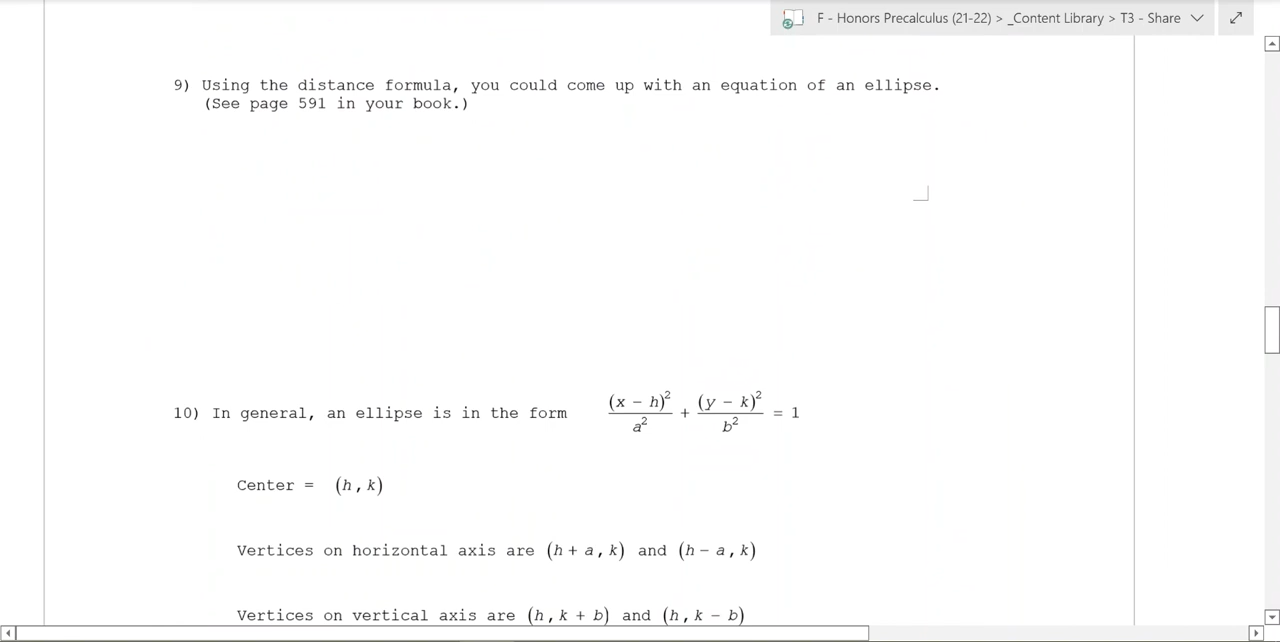 F - Honors Precalculus (21-22) > _Content Library > T3 - Share
9) Using the distance formula, you could come up with an equation of an ellipse.
(See page 591 in your book.)
10) In general, an ellipse is in the form (x - h)²/a² + (y - k)²/b² = 1
Center = (h, k)
Vertices on horizontal axis are (h + a, k) and (h - a, k)
Vertices on vertical axis are (h, k + b) and (h, k - b)